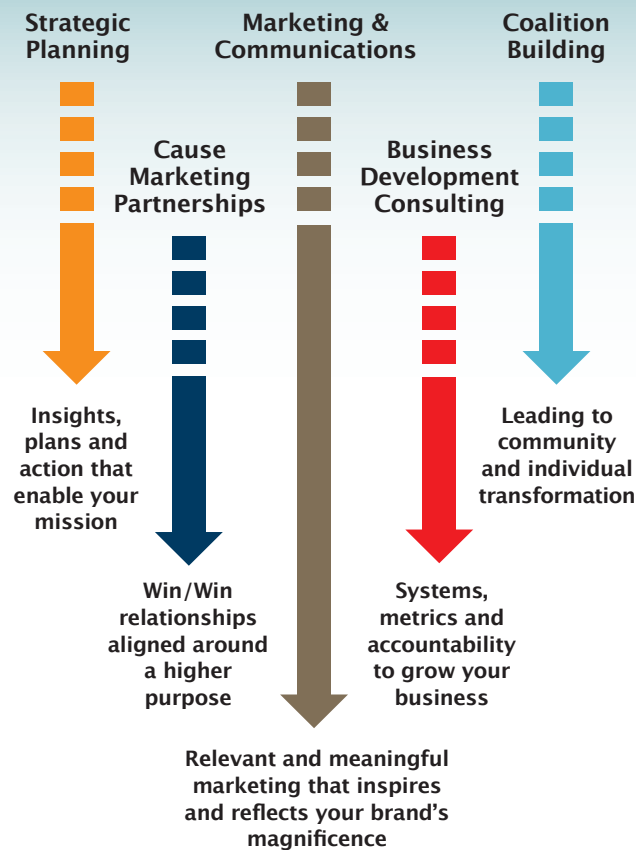 Strategic
Planning
Marketing &
Communications
Coalition
Building
Cause
Marketing
Partnerships
Business
Development
Consulting
Insights,
plans and
action that
enable your
mission
Leading to
community
and individual
transformation
Win/Win
relationships
aligned around
a higher
purpose
Systems,
metrics and
accountability
to grow your
business
Relevant and meaningful
marketing that inspires
and reflects your brand’s
magnificence